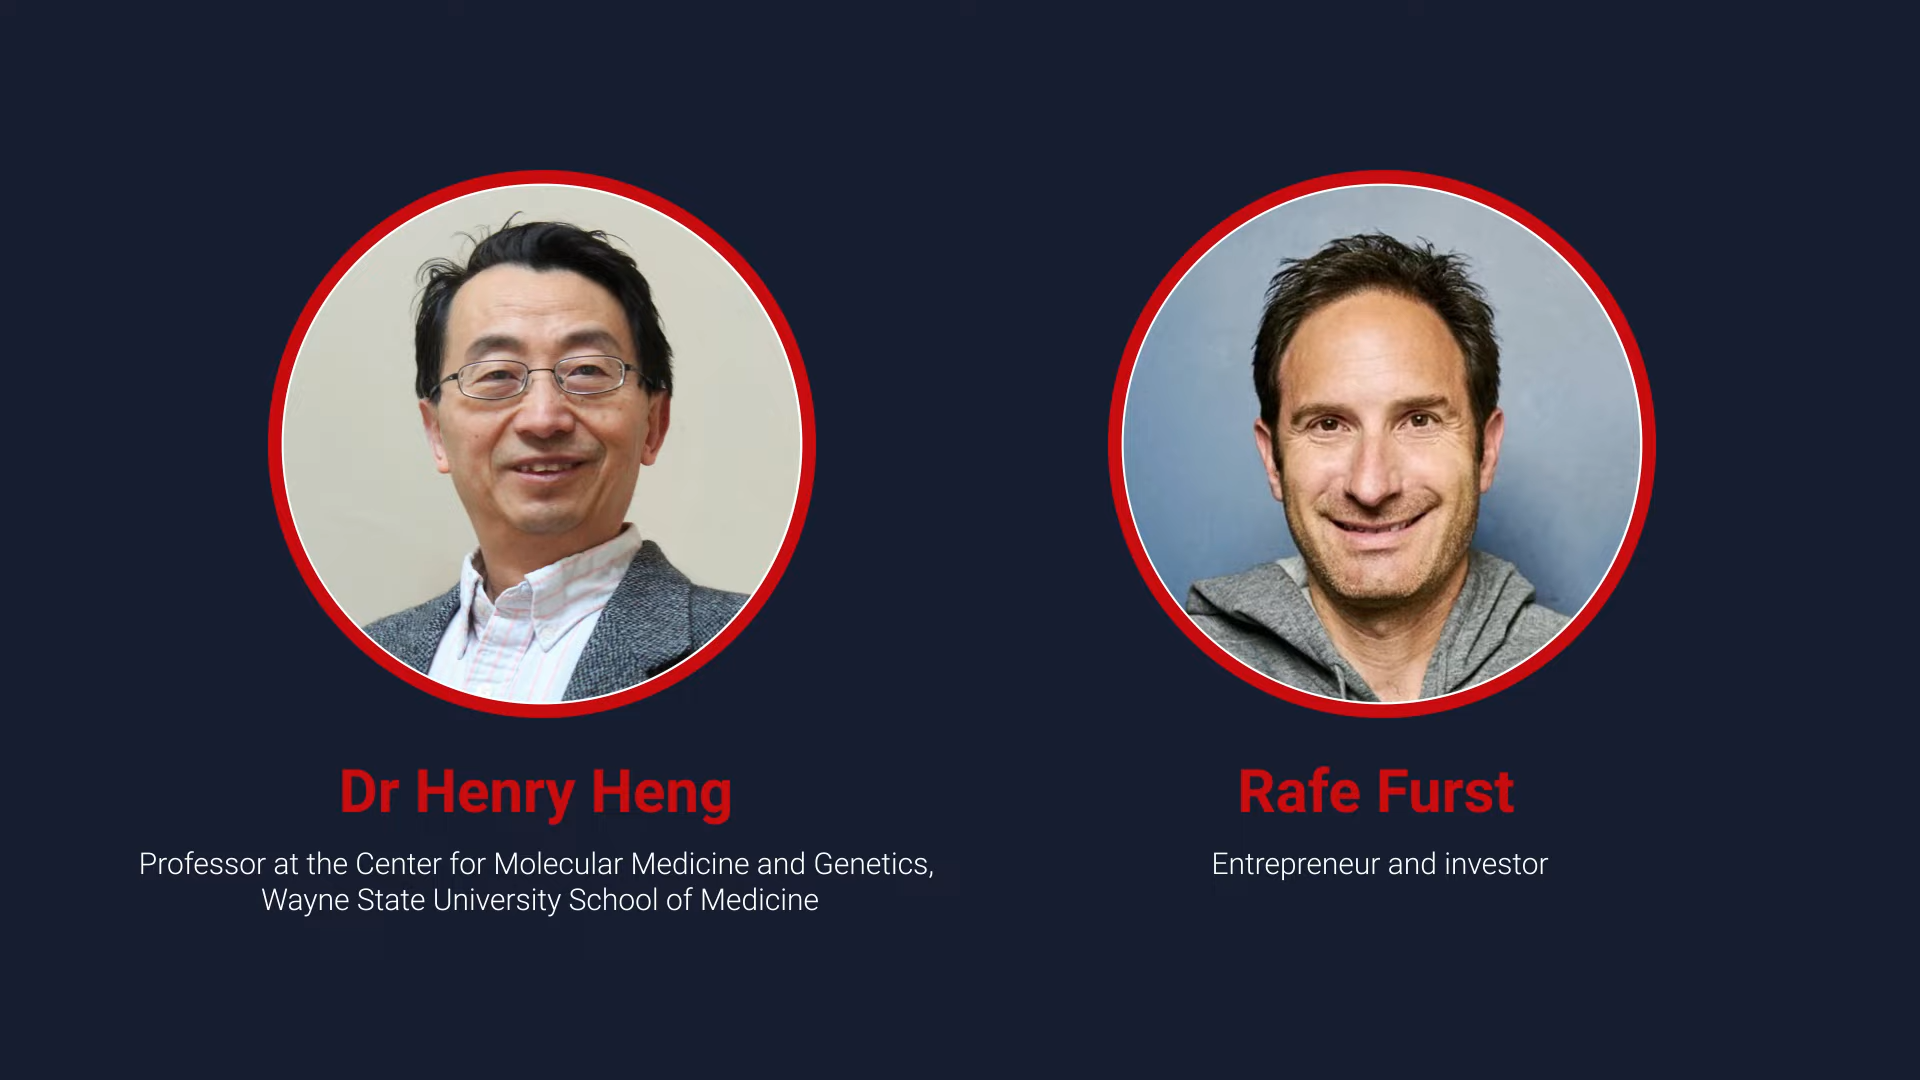 Dr Henry Heng
Professor at the Center for Molecular Medicine and Genetics,
Wayne State University School of Medicine
Rafe Furst
Entrepreneur and investor